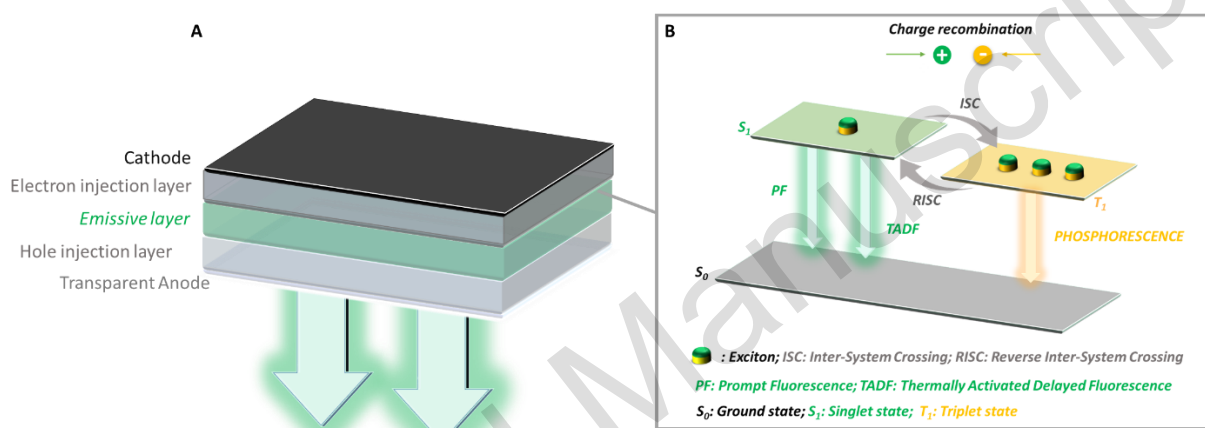 A
Cathode
Electron injection layer
Emissive layer
Hole injection layer
Transparent Anode
B
Charge recombination
+
-
ISC
S1
PF
TADF
RISC
T1
PHOSPHORESCENCE
S0
: Exciton; ISC: Inter-System Crossing; RISC: Reverse Inter-System Crossing
PF: Prompt Fluorescence; TADF: Thermally Activated Delayed Fluorescence
S0: Ground state; S1: Singlet state; T1: Triplet state
Manuscript